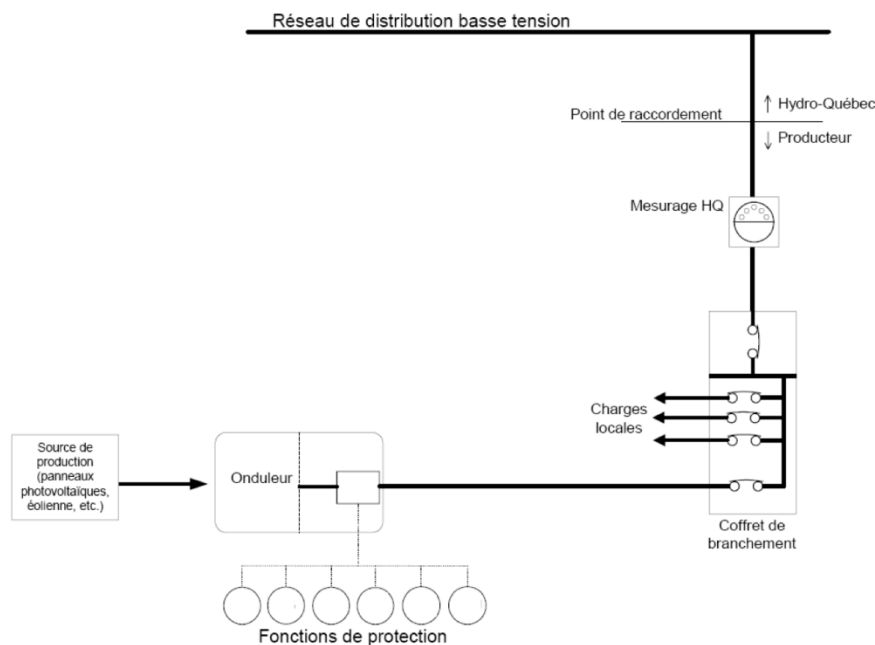 Réseau de distribution basse tension
Hydro-Québec
Point de raccordement
Producteur
Mesurage HQ
Charges
locales
Source de
production
(panneaux
photovoltaïques,
éolienne, etc.)
Onduleur
Coffret de
branchement
Fonctions de protection